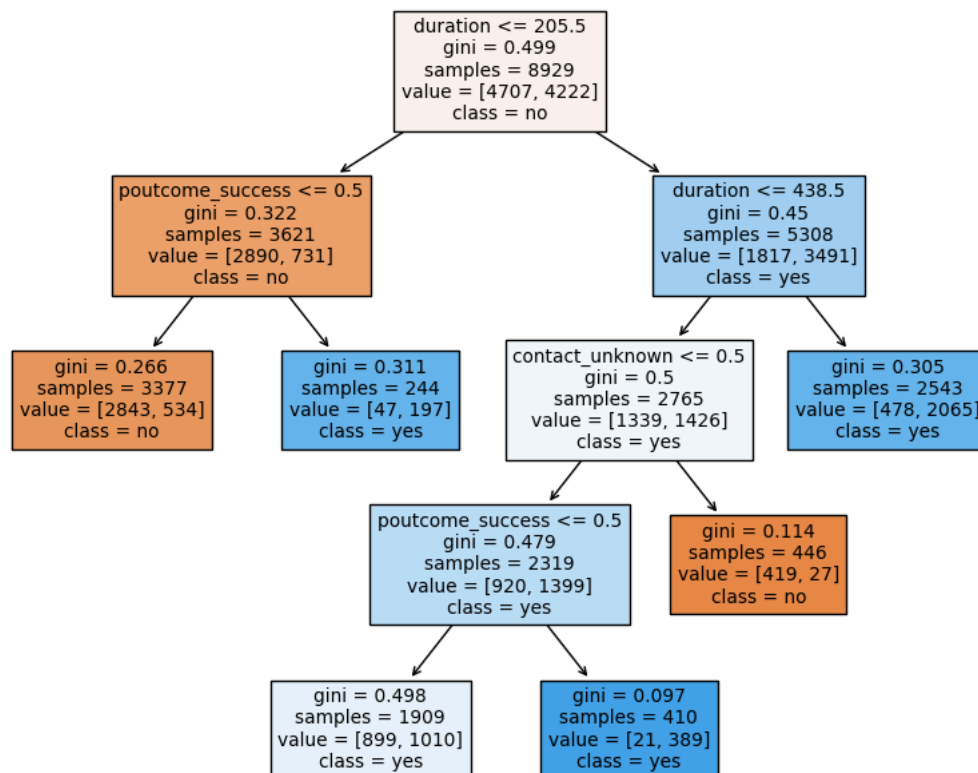 duration <= 205.5
gini = 0.499
samples = 8929
value = [4707, 4222]
class = no
poutcome_success <= 0.5
gini = 0.322
samples = 3621
value = [2890, 731]
class = no
duration <= 438.5
gini = 0.45
samples = 5308
value = [1817, 3491]
class = yes
gini = 0.266
samples = 3377
value = [2843, 534]
class = no
gini = 0.311
samples = 244
value = [47, 197]
class = yes
contact_unknown <= 0.5
gini = 0.5
samples = 2765
value = [1339, 1426]
class = yes
gini = 0.305
samples = 2543
value = [478, 2065]
class = yes
poutcome_success <= 0.5
gini = 0.479
samples = 2319
value = [920, 1399]
class = yes
gini = 0.114
samples = 446
value = [419, 27]
class = no
gini = 0.498
samples = 1909
value = [899, 1010]
class = yes
gini = 0.097
samples = 410
value = [21, 389]
class = yes